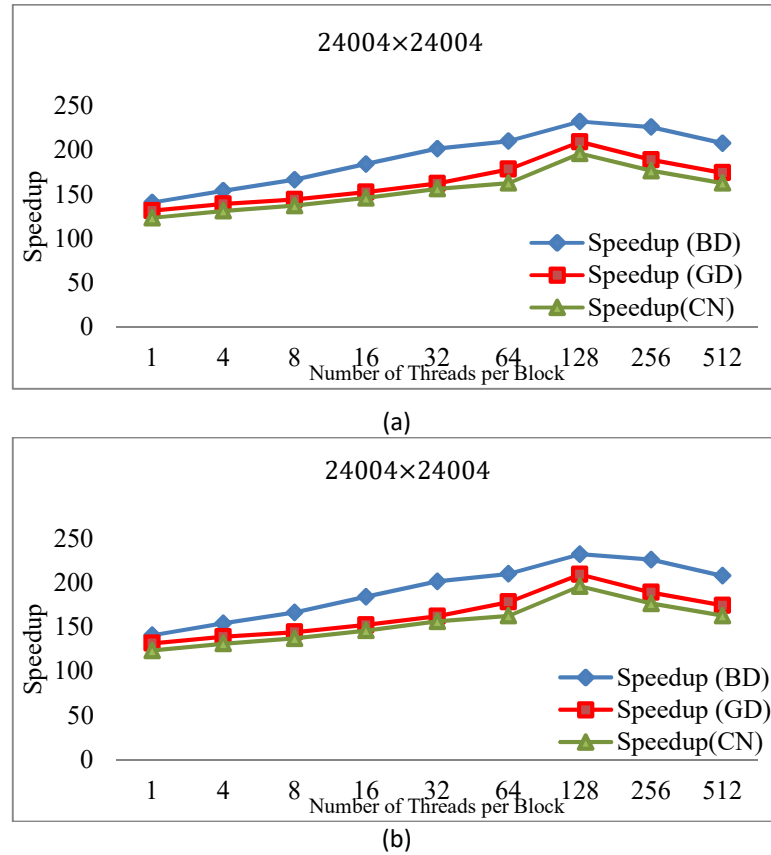 24004×24004
250
200
150
100
50
0
Speedup
Speedup (BD)
Speedup (GD)
Speedup(CN)
1 4 8 16 32 64 128 256 512
Number of Threads per Block
(a)
24004×24004
250
200
150
100
50
0
Speedup
Speedup (BD)
Speedup (GD)
Speedup(CN)
1 4 8 16 32 64 128 256 512
Number of Threads per Block
(b)